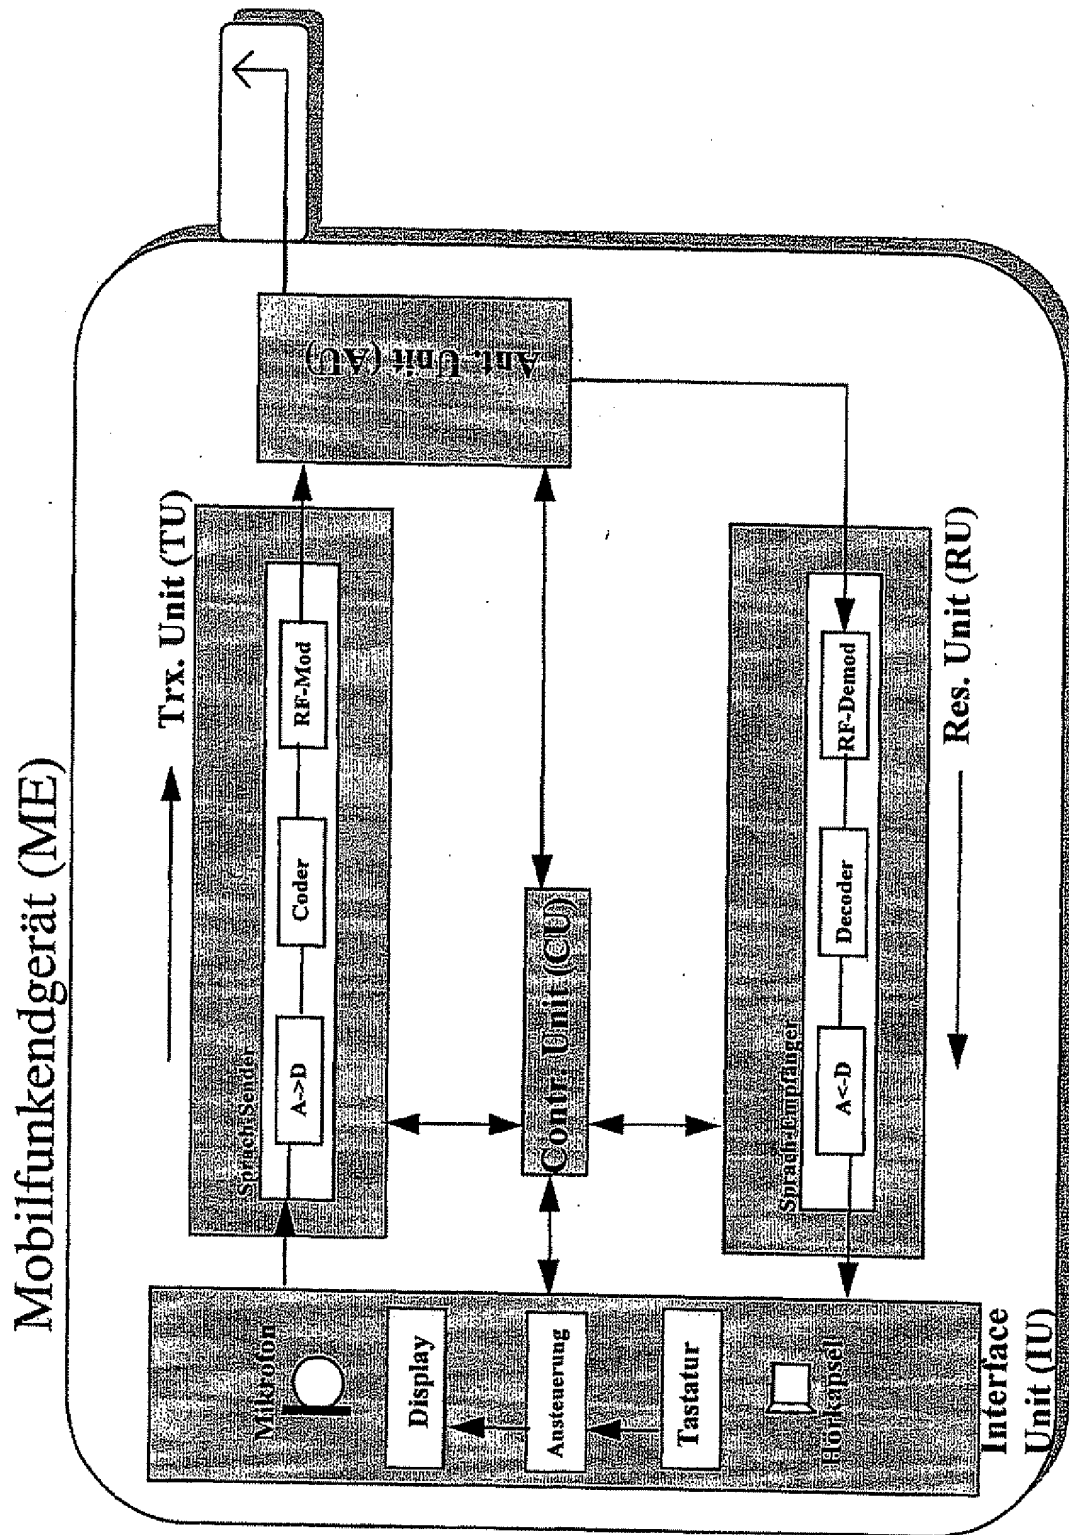 Mobilfunkendgerät (ME)
Trx. Unit (TU)
Sprach-Sender
A->D
Coder
RF-Mod
Ant. Unit (AU)
Contr. Unit (CU)
Sprach-Empfänger
A<-D
Decoder
RF-Demod
Res. Unit (RU)
Mikrofon
Display
Ansteuerung
Tastatur
Hörkapsell
Interface
Unit (IU)